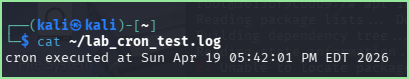 ┌──(kali㉿kali)-[~]
└─$ cat ~/lab_cron_test.log
cron executed at Sun Apr 19 05:42:01 PM EDT 2026